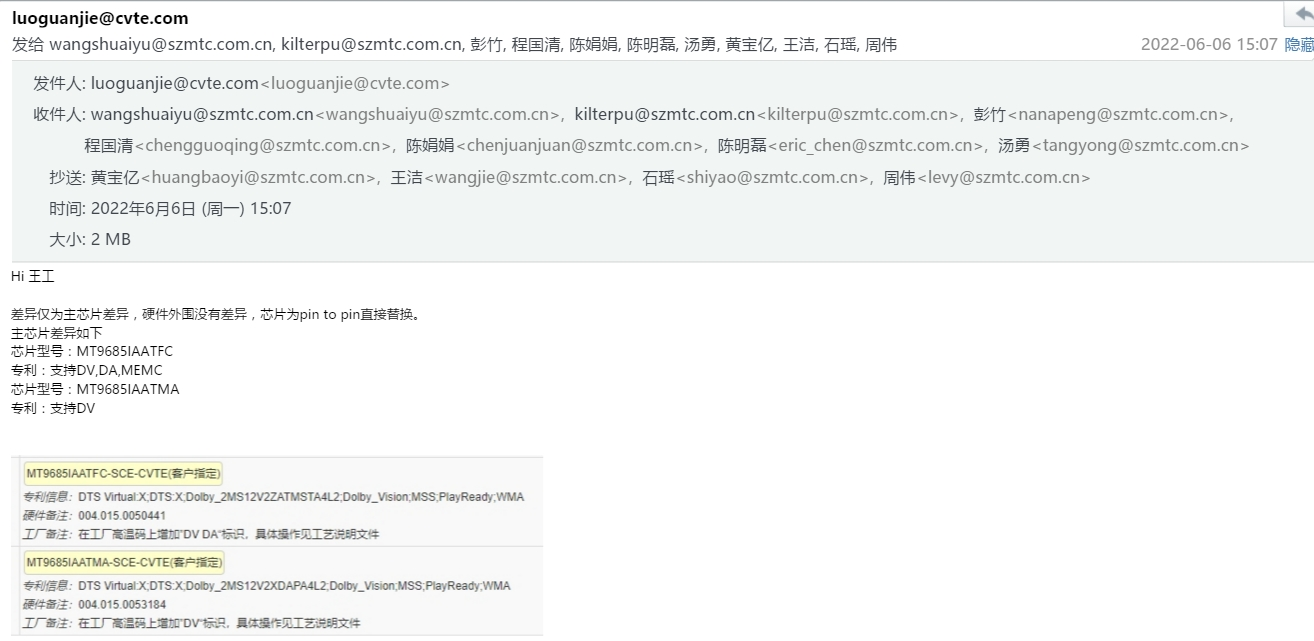 luoguanjie@cvte.com
发给 wangshuaiyu@szmtc.com.cn, kilterpu@szmtc.com.cn, 彭竹, 程国清, 陈娟娟, 陈明磊, 汤勇, 黄宝亿, 王洁, 石瑶, 周伟 2022-06-06 15:07 隐藏
发件人: luoguanjie@cvte.com<luoguanjie@cvte.com>
收件人: wangshuaiyu@szmtc.com.cn<wangshuaiyu@szmtc.com.cn>, kilterpu@szmtc.com.cn<kilterpu@szmtc.com.cn>, 彭竹<nanapeng@szmtc.com.cn>,
程国清<chengguoqing@szmtc.com.cn>, 陈娟娟<chenjuanjuan@szmtc.com.cn>, 陈明磊<eric_chen@szmtc.com.cn>, 汤勇<tangyong@szmtc.com.cn>
抄送: 黄宝亿<huangbaoyi@szmtc.com.cn>, 王洁<wangjie@szmtc.com.cn>, 石瑶<shiyao@szmtc.com.cn>, 周伟<levy@szmtc.com.cn>
时间: 2022年6月6日 (周一) 15:07
大小: 2 MB
Hi 王工
差异仅为主芯片差异，硬件外围没有差异，芯片为pin to pin直接替换。
主芯片差异如下
芯片型号：MT9685IAATFC
专利：支持DV,DA,MEMC
芯片型号：MT9685IAATMA
专利：支持DV
MT9685IAATFC-SCE-CVTE(客户指定)
专利信息：DTS Virtual:X;DTS:X;Dolby_2MS12V2ZATMSTA4L2;Dolby_Vision;MSS;PlayReady;WMA
硬件备注：004.015.0050441
工厂备注：在工厂高温码上增加"DV DA"标识，具体操作见工艺说明文件
MT9685IAATMA-SCE-CVTE(客户指定)
专利信息：DTS Virtual:X;DTS:X;Dolby_2MS12V2XDAPA4L2;Dolby_Vision;MSS;PlayReady;WMA
硬件备注：004.015.0053184
工厂备注：在工厂高温码上增加"DV"标识，具体操作见工艺说明文件